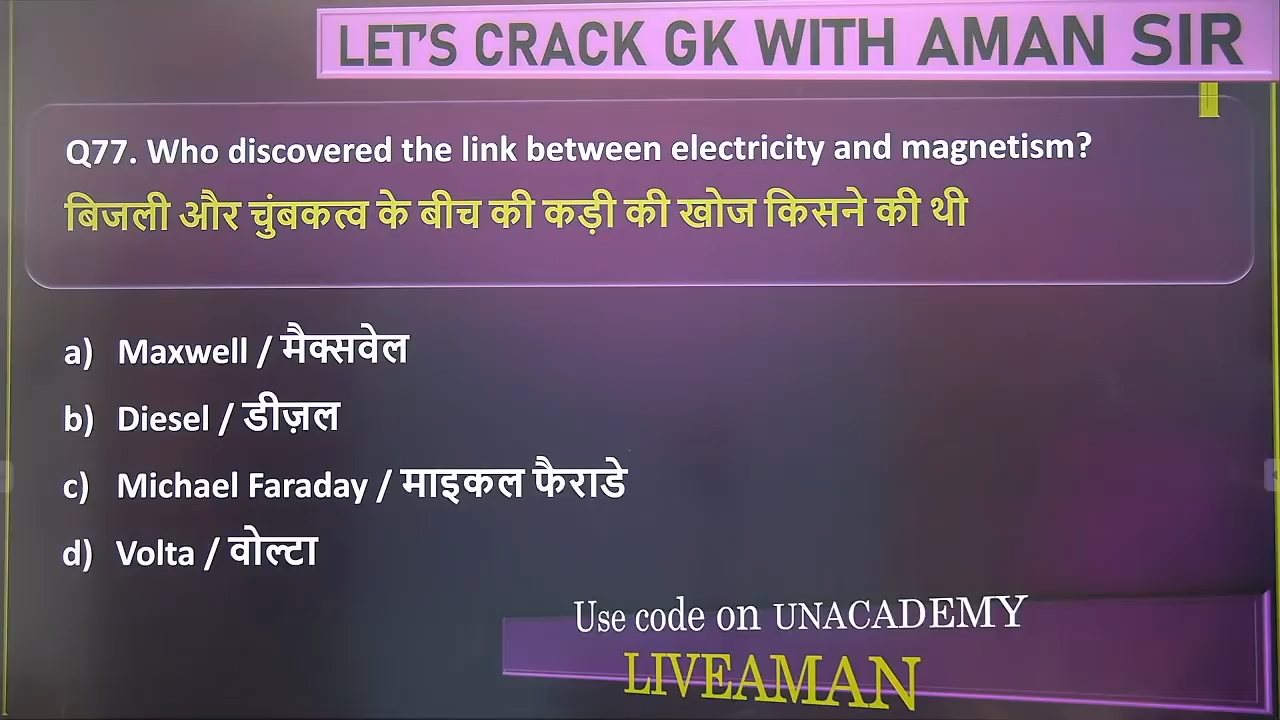 LET'S CRACK GK WITH AMAN SIR
Q77. Who discovered the link between electricity and magnetism?
बिजली और चुंबकत्व के बीच की कड़ी की खोज किसने की थी
a) Maxwell / मैक्सवेल
b) Diesel / डीज़ल
c) Michael Faraday / माइकल फैराडे
d) Volta / वोल्टा
Use code on UNACADEMY
LIVEAMAN